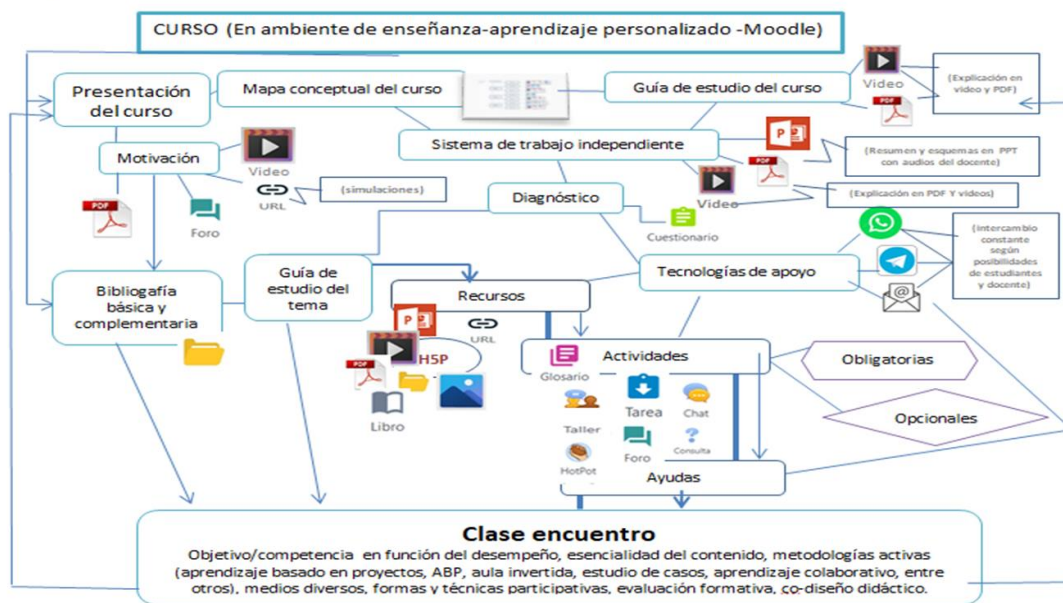 CURSO (En ambiente de enseñanza-aprendizaje personalizado -Moodle)
Presentación
del curso
Mapa conceptual del curso
Guía de estudio del curso
Video
PDF
(Explicación en
video y PDF)
Motivación
Video
URL
(simulaciones)
Foro
PDF
Sistema de trabajo independiente
P
PDF
Video
(Resumen y esquemas en PPT
con audios del docente)
(Explicación en PDF Y videos)
Diagnóstico
Cuestionario
(Intercambio
constante según
posibilidades de
estudiantes y
docente)
Bibligafía
básica y
complementaria
Guía de
estudio del
tema
Recursos
Tecnologías de apoyo
@
P
URL
H5P
PDF
Libro
Actividades
Glosario
Taller
Tarea
Chat
HotPot
Foro
?
Consulta
Obligatorias
Opcionales
Ayudas
Clase encuentro
Objetivo/competencia en función del desempeño, esencialidad del contenido, metodologías activas
(aprendizaje basado en proyectos, ABP, aula invertida, estudio de casos, aprendizaje colaborativo, entre
otros), medios diversos, formas y técnicas participativas, evaluación formativa, co-diseño didáctico.